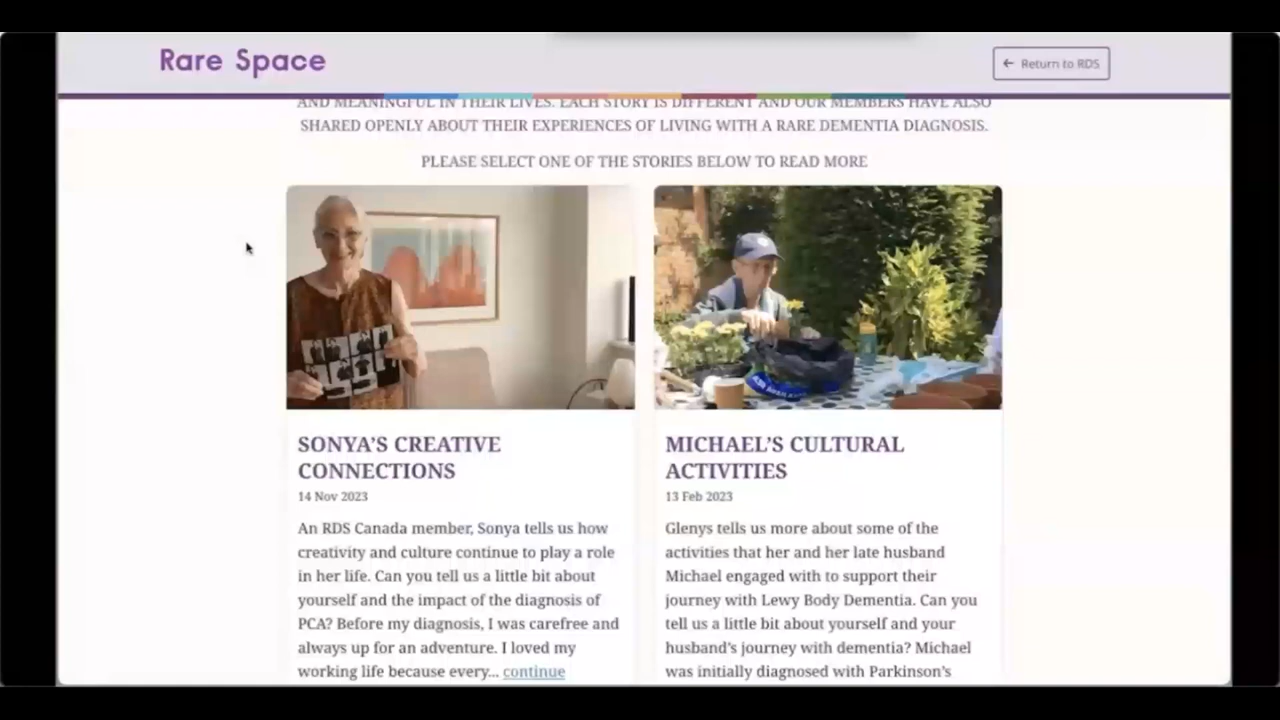 Rare Space
← Return to RDS
AND MEANINGFUL IN THEIR LIVES. EACH STORY IS DIFFERENT AND OUR MEMBERS HAVE ALSO
SHARED OPENLY ABOUT THEIR EXPERIENCES OF LIVING WITH A RARE DEMENTIA DIAGNOSIS.
PLEASE SELECT ONE OF THE STORIES BELOW TO READ MORE
SONYA’S CREATIVE
CONNECTIONS
14 Nov 2023
An RDS Canada member, Sonya tells us how
creativity and culture continue to play a role
in her life. Can you tell us a little bit about
yourself and the impact of the diagnosis of
PCA? Before my diagnosis, I was carefree and
always up for an adventure. I loved my
working life because every... continue
MICHAEL’S CULTURAL
ACTIVITIES
13 Feb 2023
Glenys tells us more about some of the
activities that her and her late husband
Michael engaged with to support their
journey with Lewy Body Dementia. Can you
tell us a little bit about yourself and your
husband’s journey with dementia? Michael
was initially diagnosed with Parkinson’s